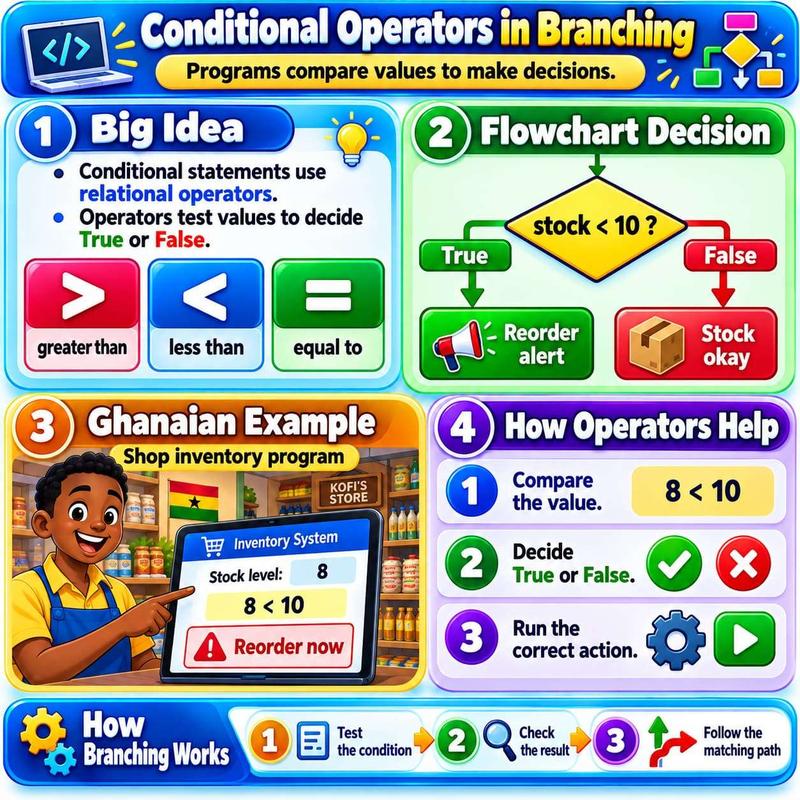 </>
Conditional Operators in Branching
Programs compare values to make decisions.
1 Big Idea
• Conditional statements use
relational operators.
• Operators test values to decide
True or False.
>
greater than
<
less than
=
equal to
2 Flowchart Decision
stock < 10 ?
True
False
Reorder
alert
Stock
okay
3 Ghanaian Example
Shop inventory program
KOFI'S
STORE
Inventory System
Stock level: 8
8 < 10
Reorder now
4 How Operators Help
1 Compare
the value.
8 < 10
2 Decide
True or False.
3 Run the
correct action.
How
Branching Works
1 Test
the condition
2 Check
the result
3 Follow the
matching path